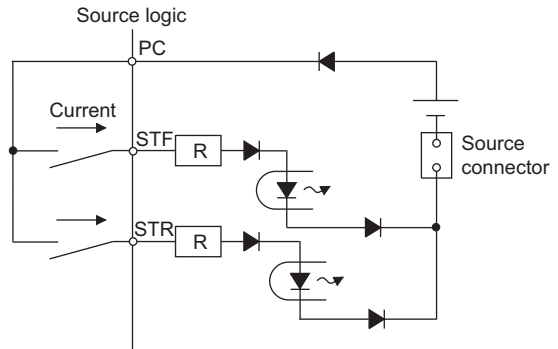 Source logic
PC
Current
STF
R
Source
connector
STR
R